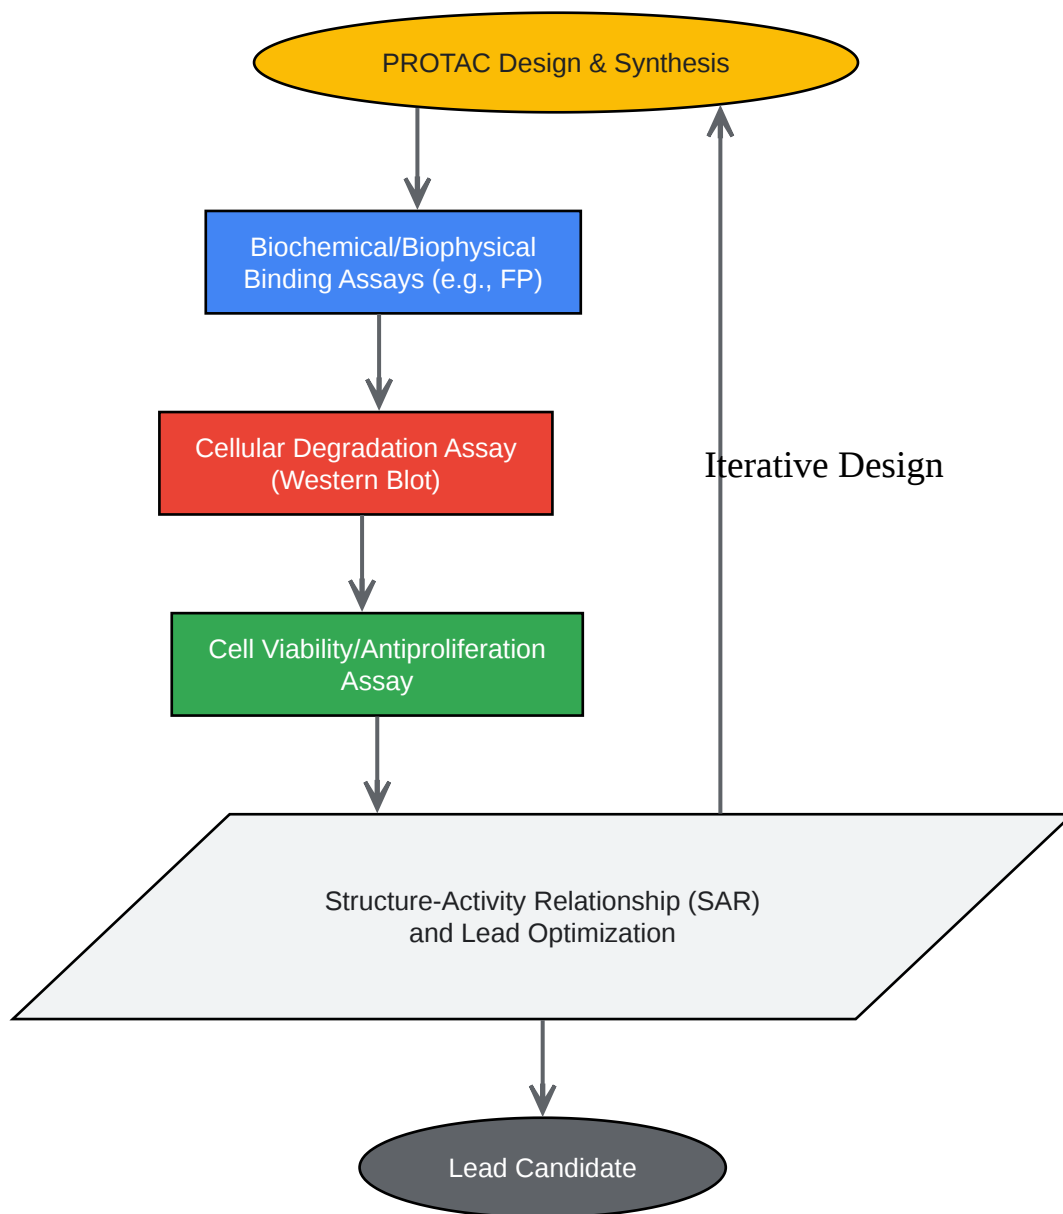 PROTAC Design & Synthesis
Biochemical/Biophysical
Binding Assays (e.g., FP)
Cellular Degradation Assay
(Western Blot)
Iterative Design
Cell Viability/Antiproliferation
Assay
Structure-Activity Relationship (SAR)
and Lead Optimization
Lead Candidate